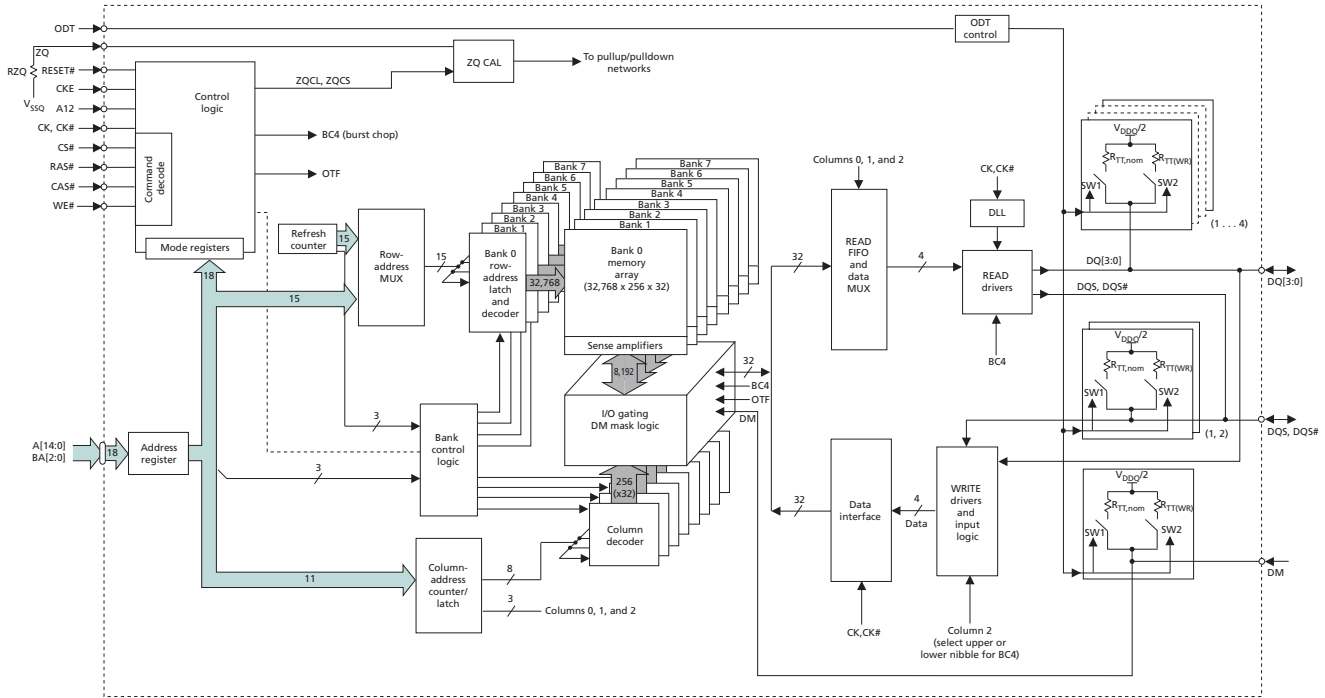 ODT
ODT
control
ZQ
RZQ
RESET#
ZQ CAL
To pullup/pulldown
networks
CKE
VSSQ
A12
Control
logic
ZQCL, ZQCS
CK, CK#
BC4 (burst chop)
CS#
RAS#
OTF
CAS#
WE#
Command
decode
Mode registers
Refresh
counter
15
Row-
address
MUX
15
18
15
Bank 7
Bank 6
Bank 5
Bank 4
Bank 3
Bank 2
Bank 1
Bank 0
row-
address
latch
and
decoder
32,768
Bank 7
Bank 6
Bank 5
Bank 4
Bank 3
Bank 2
Bank 1
Bank 0
memory
array
(32,768 x 256 x 32)
Sense amplifiers
8,192
I/O gating
DM mask logic
32
BC4
OTF
DM
256
(x32)
Column
decoder
3
Bank
control
logic
3
A[14:0]
BA[2:0]
18
Address
register
11
Column-
address
counter/
latch
8
3
Columns 0, 1, and 2
Columns 0, 1, and 2
32
READ
FIFO
and
data
MUX
4
CK,CK#
DLL
READ
drivers
BC4
DQ[3:0]
DQS, DQS#
DQ[3:0]
DQS, DQS#
DM
VDDQ/2
RTT,nom
RTT(WR)
SW1
SW2
(1 . . . 4)
VDDQ/2
RTT,nom
RTT(WR)
SW1
SW2
(1, 2)
VDDQ/2
RTT,nom
RTT(WR)
SW1
SW2
32
Data
interface
4
Data
WRITE
drivers
and
input
logic
CK,CK#
Column 2
(select upper or
lower nibble for BC4)